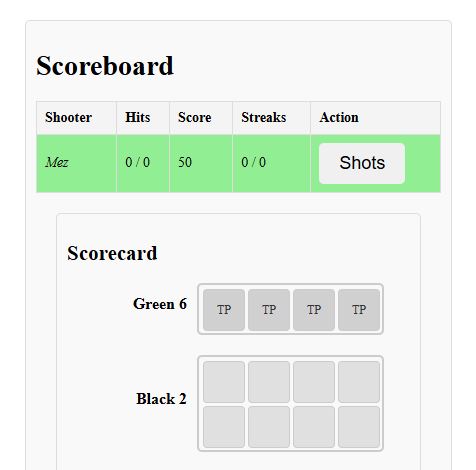 Scoreboard
Shooter Hits Score Streaks Action
Mez 0 / 0 50 0 / 0 Shots
Scorecard
Green 6 TP TP TP TP
Black 2